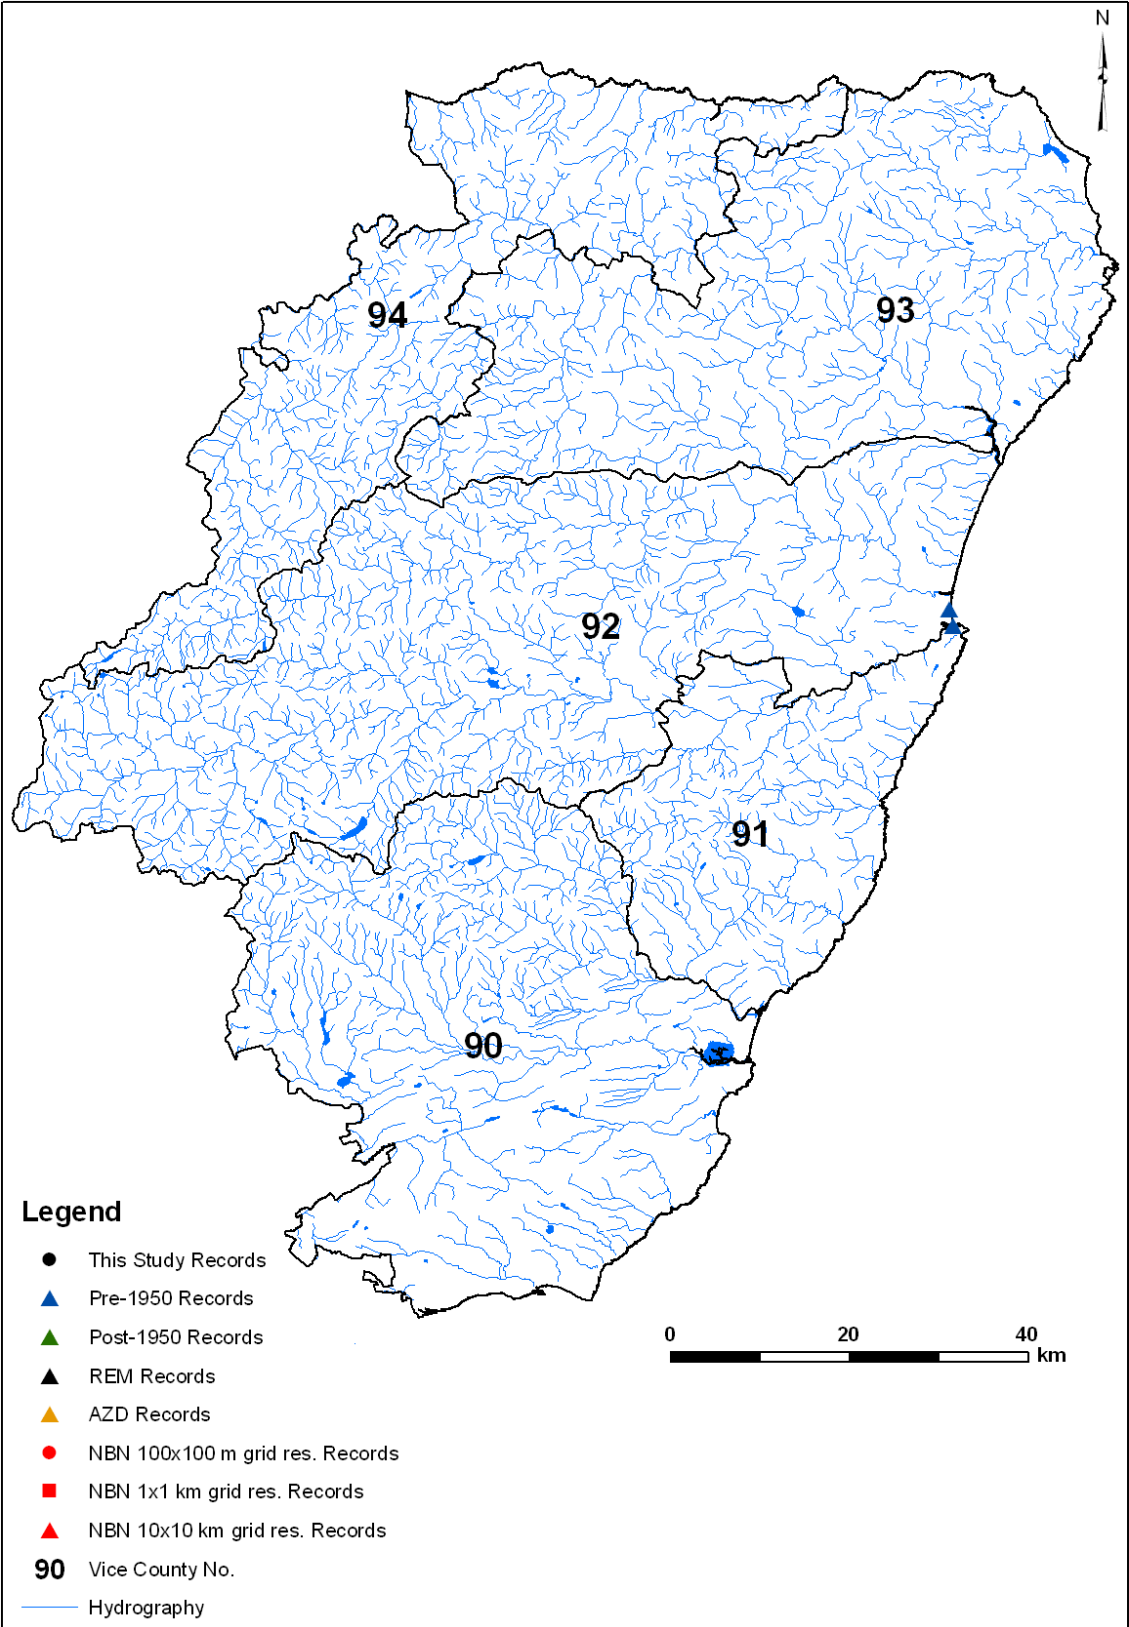 N
94
93
92
91
90
Legend
This Study Records
Pre-1950 Records
Post-1950 Records
REM Records
AZD Records
NBN 100x100 m grid res. Records
NBN 1x1 km grid res. Records
NBN 10x10 km grid res. Records
90 Vice County No.
Hydrography
0 20 40
km